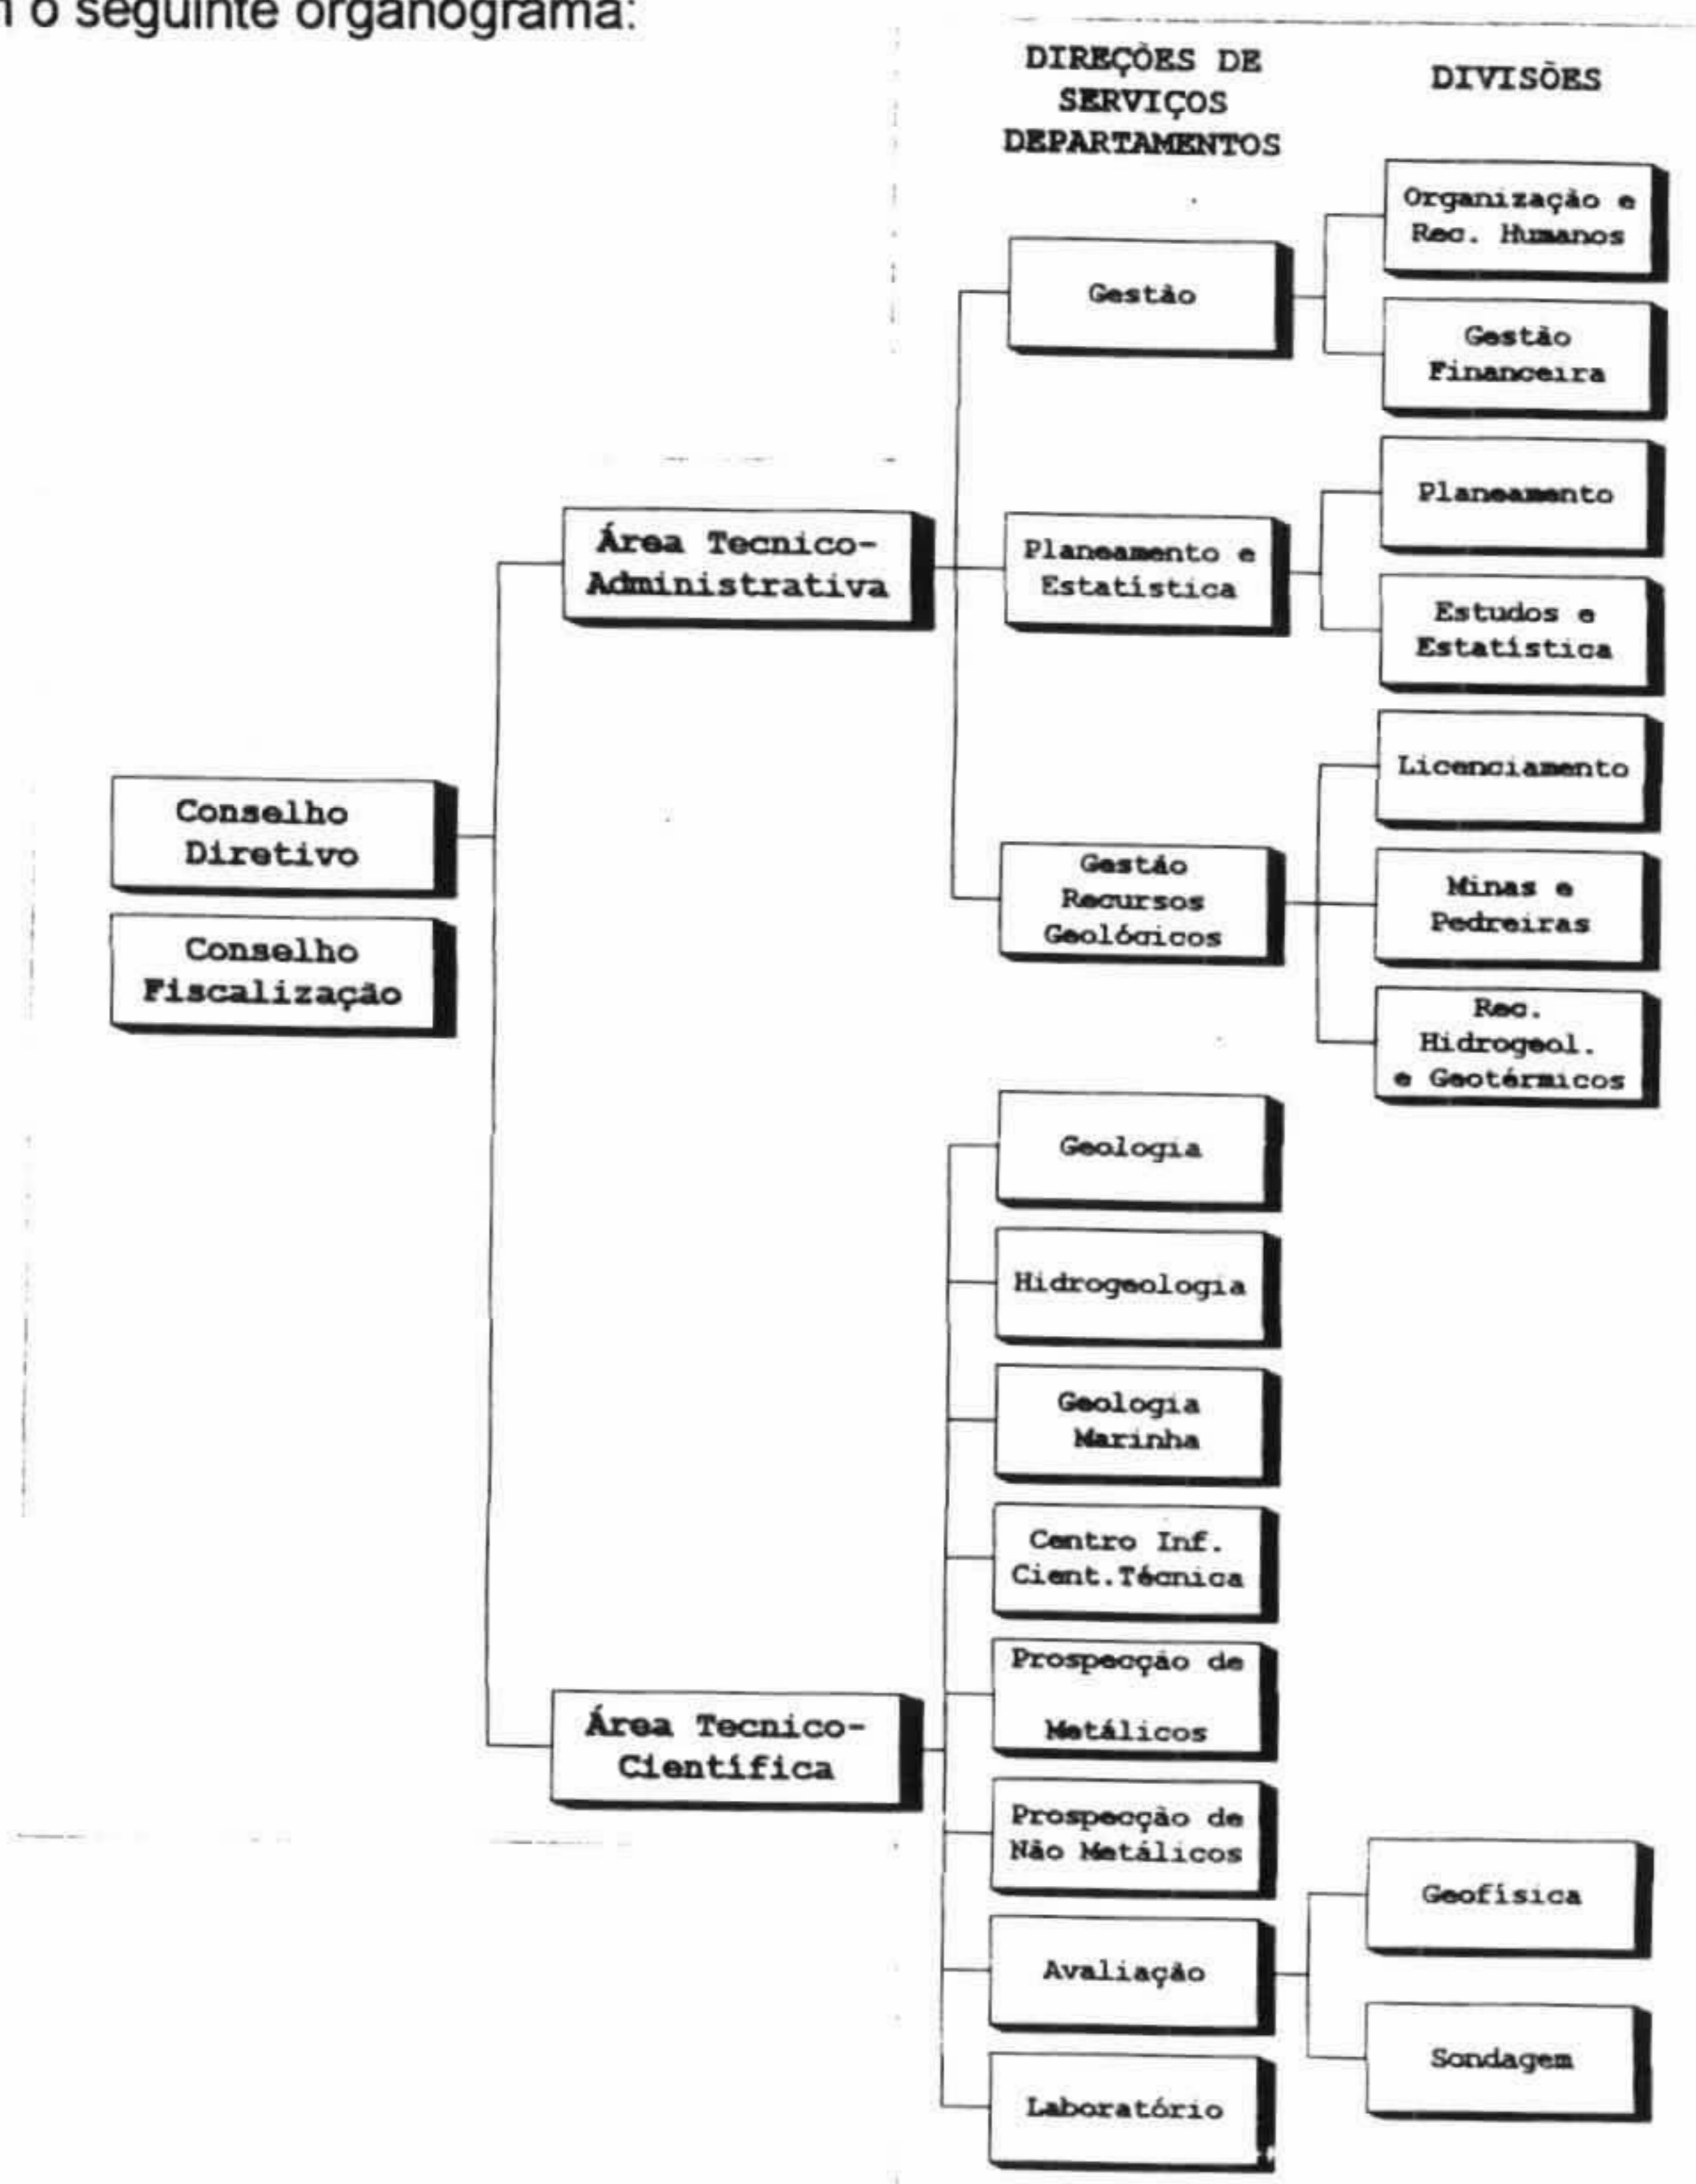 o seguinte organograma:
DIREÇÕES DE
SERVIÇOS
DEPARTAMENTOS
DIVISÕES
Organização e
Rec. Humanos
Gestão
Gestão
Financeira
Planeamento
Área Tecnico-
Administrativa
Planeamento e
Estatística
Estudos e
Estatística
Licenciamento
Conselho
Diretivo
Gestão
Recursos
Geológicos
Minas e
Pedreiras
Conselho
Fiscalização
Rec.
Hidrogeol.
e Geotérmicos
Geologia
Hidrogeologia
Geologia
Marinha
Centro Inf.
Cient.Técnica
Prospecção de
Metálicos
Área Tecnico-
Científica
Prospecção de
Não Metálicos
Geofísica
Avaliação
Sondagem
Laboratório